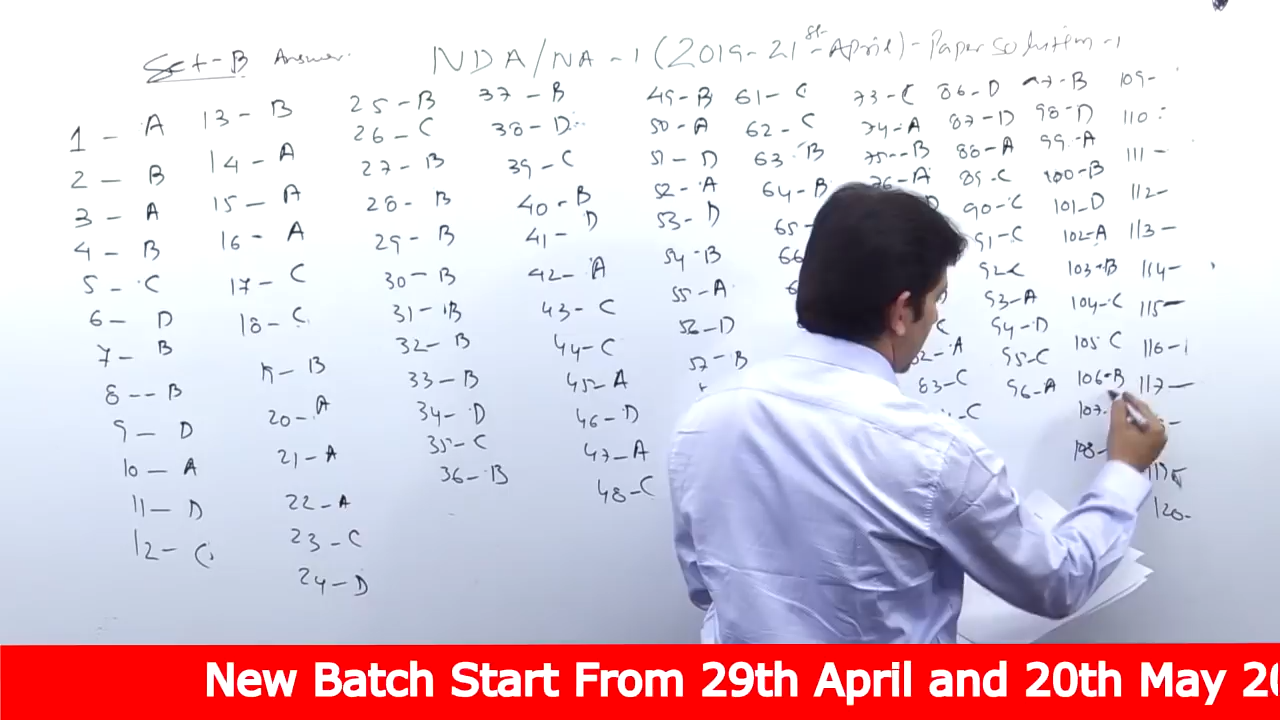 Set-B Answer. NDA/NA-1 (2019-21st-April)-Paper solution-1
1 - A
2 - B
3 - A
4 - B
5 - C
6 - D
7 - B
8 -- B
9 - D
10 - A
11 - D
12 - C
13 - B
14 - A
15 - A
16 - A
17 - C
18 - C
19 - B
20 - A
21 - A
22 - A
23 - C
24 - D
25 - B
26 - C
27 - B
28 - B
29 - B
30 - B
31 - B
32 - B
33 - B
34 - D
35 - C
36 - B
37 - B
38 - D
39 - C
40 - B
41 - D
42 - A
43 - C
44 - C
45 - A
46 - D
47 - A
48 - C
49 - B
50 - A
51 - D
52 - A
53 - D
54 - B
55 - A
56 - D
57 - B
61 - C
62 - C
63 - B
64 - B
65 -
66
73 - C
74 - A
75 -- B
76 - A
D
C
82 - A
83 - C
- C
86 - D
87 - D
88 - A
89 - C
90 - C
91 - C
92 C
93 - A
94 - D
95 - C
96 - A
97 - B
98 - D
99 - A
100 - B
101 - D
102 - A
103 - B
104 - C
105 C
106 - B
107 -
108 -
109 -
110 -
111 -
112 -
113 -
114 -
115 -
116 -
117 -
120 -
New Batch Start From 29th April and 20th May 20